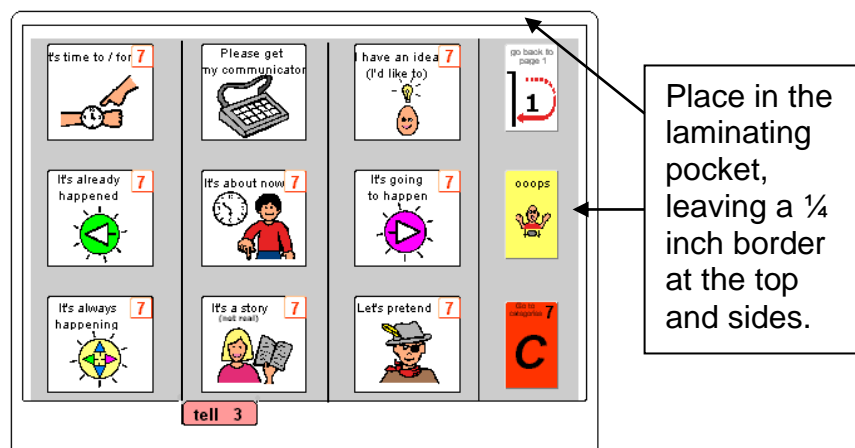 t's time to / for 7
Please get
my communicator
I have an idea 7
(I'd like to)
go back to
page 1
1
It's already
happened
7
It's about now 7
It's going
to happen
7
ooops
It's always
happening
7
It's a story
(not real)
7
Let's pretend 7
Go to
categories 7
C
tell 3
Place in the
laminating
pocket,
leaving a ¼
inch border
at the top
and sides.